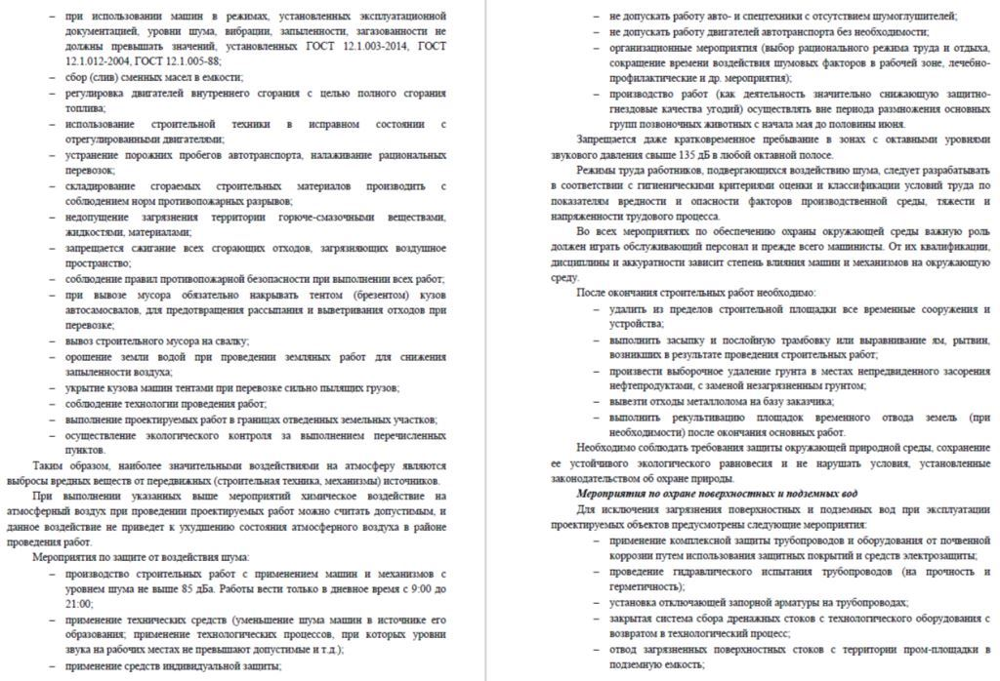 – при использовании машин в режимах, установленных эксплуатационной
документацией, уровни шума, вибрации, запыленности, загазованности не
должны превышать значений, установленных ГОСТ 12.1.003-2014, ГОСТ
12.1.012-2004, ГОСТ 12.1.005-88;
– сбор (слив) сменных масел в емкости;
– регулировка двигателей внутреннего сгорания с целью полного сгорания
топлива;
– использование строительной техники в исправном состоянии с
отрегулированными двигателями;
– устранение порожних пробегов автотранспорта, налаживание рациональных
перевозок;
– складирование сгораемых строительных материалов производить с
соблюдением норм противопожарных разрывов;
– недопущение загрязнения территории горюче-смазочными веществами,
жидкостями, материалами;
– запрещается сжигание всех сгорающих отходов, загрязняющих воздушное
пространство;
– соблюдение правил противопожарной безопасности при выполнении всех работ;
– при вывозе мусора обязательно накрывать тентом (брезентом) кузов
автосамосвалов, для предотвращения рассыпания и выветривания отходов при
перевозке;
– вывоз строительного мусора на свалку;
– орошение земли водой при проведении земляных работ для снижения
запыленности воздуха;
– укрытие кузова машин тентами при перевозке сильно пылящих грузов;
– соблюдение технологии проведения работ;
– выполнение проектируемых работ в границах отведенных земельных участков;
– осуществление экологического контроля за выполнением перечисленных
пунктов.
Таким образом, наиболее значительными воздействиями на атмосферу являются
выбросы вредных веществ от передвижных (строительная техника, механизмы) источников.
При выполнении указанных выше мероприятий химическое воздействие на
атмосферный воздух при проведении проектируемых работ можно считать допустимым, и
данное воздействие не приведет к ухудшению состояния атмосферного воздуха в районе
проведения работ.
Мероприятия по защите от воздействия шума:
– производство строительных работ с применением машин и механизмов с
уровнем шума не выше 85 дБа. Работы вести только в дневное время с 9:00 до
21:00;
– применение технических средств (уменьшение шума машин в источнике его
образования; применение технологических процессов, при которых уровни
звука на рабочих местах не превышают допустимые и т.д.);
– применение средств индивидуальной защиты;
– не допускать работу авто- и спецтехники с отсутствием шумоглушителей;
– не допускать работу двигателей автотранспорта без необходимости;
– организационные мероприятия (выбор рационального режима труда и отдыха,
сокращение времени воздействия шумовых факторов в рабочей зоне, лечебно-
профилактические и др. мероприятия);
– производство работ (как деятельность значительно снижающую защитно-
гнездовые качества угодий) осуществлять вне периода размножения основных
групп позвоночных животных с начала мая до половины июня.
Запрещается даже кратковременное пребывание в зонах с октавными уровнями
звукового давления свыше 135 дБ в любой октавной полосе.
Режимы труда работников, подвергающихся воздействию шума, следует разрабатывать
в соответствии с гигиеническими критериями оценки и классификации условий труда по
показателям вредности и опасности факторов производственной среды, тяжести и
напряженности трудового процесса.
Во всех мероприятиях по обеспечению охраны окружающей среды важную роль
должен играть обслуживающий персонал и прежде всего машинисты. От их квалификации,
дисциплины и аккуратности зависит степень влияния машин и механизмов на окружающую
среду.
После окончания строительных работ необходимо:
– удалить из пределов строительной площадки все временные сооружения и
устройства;
– выполнить засыпку и послойную трамбовку или выравнивание ям, рытвин,
возникших в результате проведения строительных работ;
– произвести выборочное удаление грунта в местах непредвиденного засорения
нефтепродуктами, с заменой незагрязненным грунтом;
– вывезти отходы металлолома на базу заказчика;
– выполнить рекультивацию площадок временного отвода земель (при
необходимости) после окончания основных работ.
Необходимо соблюдать требования защиты окружающей природной среды, сохранение
ее устойчивого экологического равновесия и не нарушать условия, установленные
законодательством об охране природы.
Мероприятия по охране поверхностных и подземных вод
Для исключения загрязнения поверхностных и подземных вод при эксплуатации
проектируемых объектов предусмотрены следующие мероприятия:
– применение комплексной защиты трубопроводов и оборудования от почвенной
коррозии путем использования защитных покрытий и средств электрозащиты;
– проведение гидравлического испытания трубопроводов (на прочность и
герметичность);
– установка отключающей запорной арматуры на трубопроводах;
– закрытая система сбора дренажных стоков с технологического оборудования с
возвратом в технологический процесс;
– отвод загрязненных поверхностных стоков с территории пром-площадки в
подземную емкость;